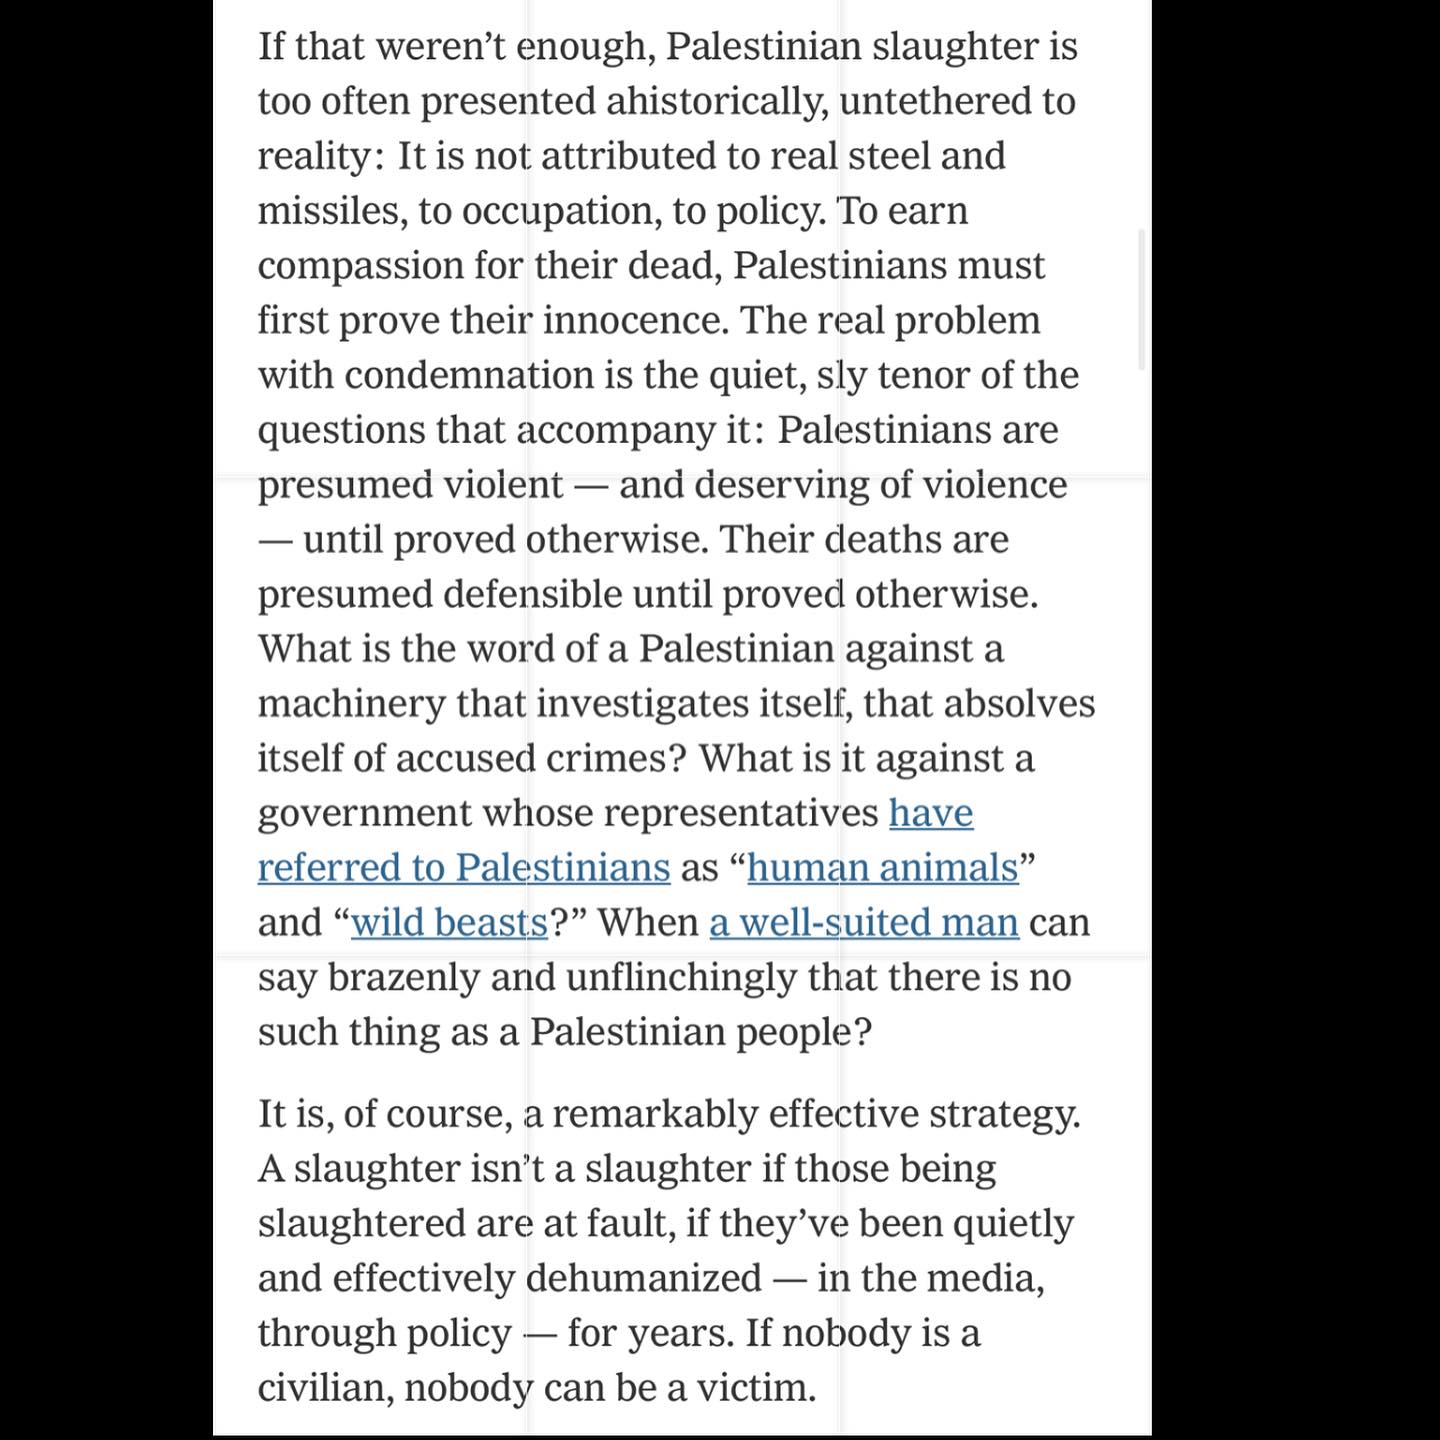 If that weren’t enough, Palestinian slaughter is
too often presented ahistorically, untethered to
reality: It is not attributed to real steel and
missiles, to occupation, to policy. To earn
compassion for their dead, Palestinians must
first prove their innocence. The real problem
with condemnation is the quiet, sly tenor of the
questions that accompany it: Palestinians are
presumed violent — and deserving of violence
— until proved otherwise. Their deaths are
presumed defensible until proved otherwise.
What is the word of a Palestinian against a
machinery that investigates itself, that absolves
itself of accused crimes? What is it against a
government whose representatives have
referred to Palestinians as “human animals”
and “wild beasts?” When a well-suited man can
say brazenly and unflinchingly that there is no
such thing as a Palestinian people?
It is, of course, a remarkably effective strategy.
A slaughter isn’t a slaughter if those being
slaughtered are at fault, if they’ve been quietly
and effectively dehumanized — in the media,
through policy — for years. If nobody is a
civilian, nobody can be a victim.